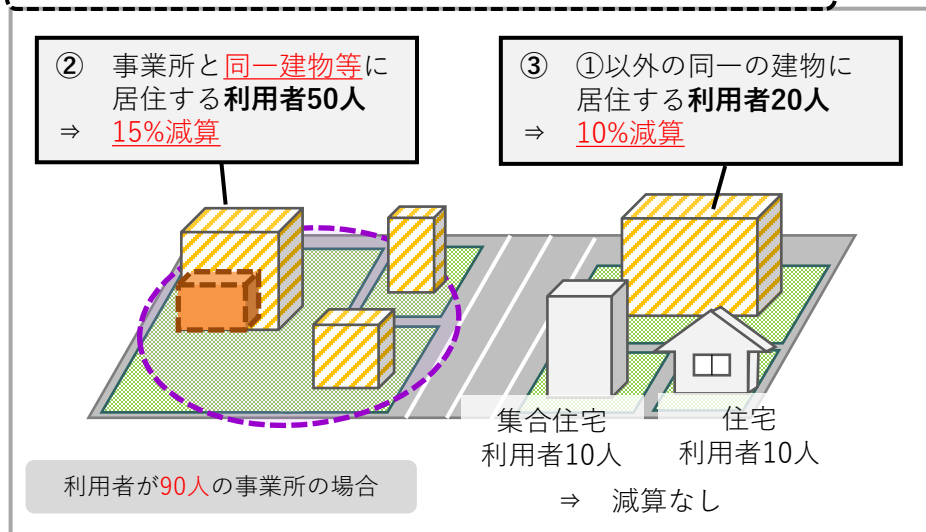 ② 事業所と同一建物等に
居住する利用者50人
⇒ 15%減算
③ ①以外の同一の建物に
居住する利用者20人
⇒ 10%減算
集合住宅
利用者10人
住宅
利用者10人
⇒ 減算なし
利用者が90人の事業所の場合